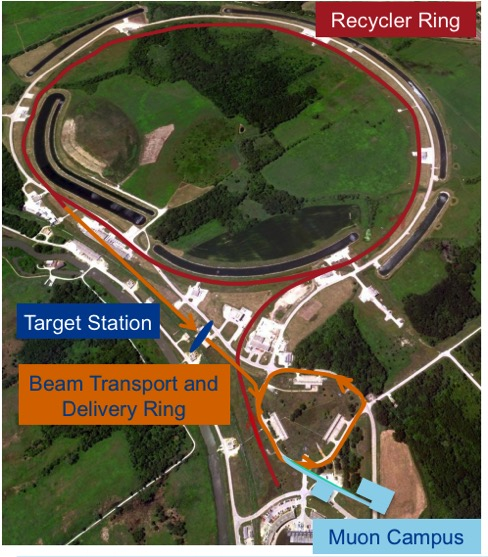 Recycler Ring
Target Station
Beam Transport and
Delivery Ring
Muon Campus